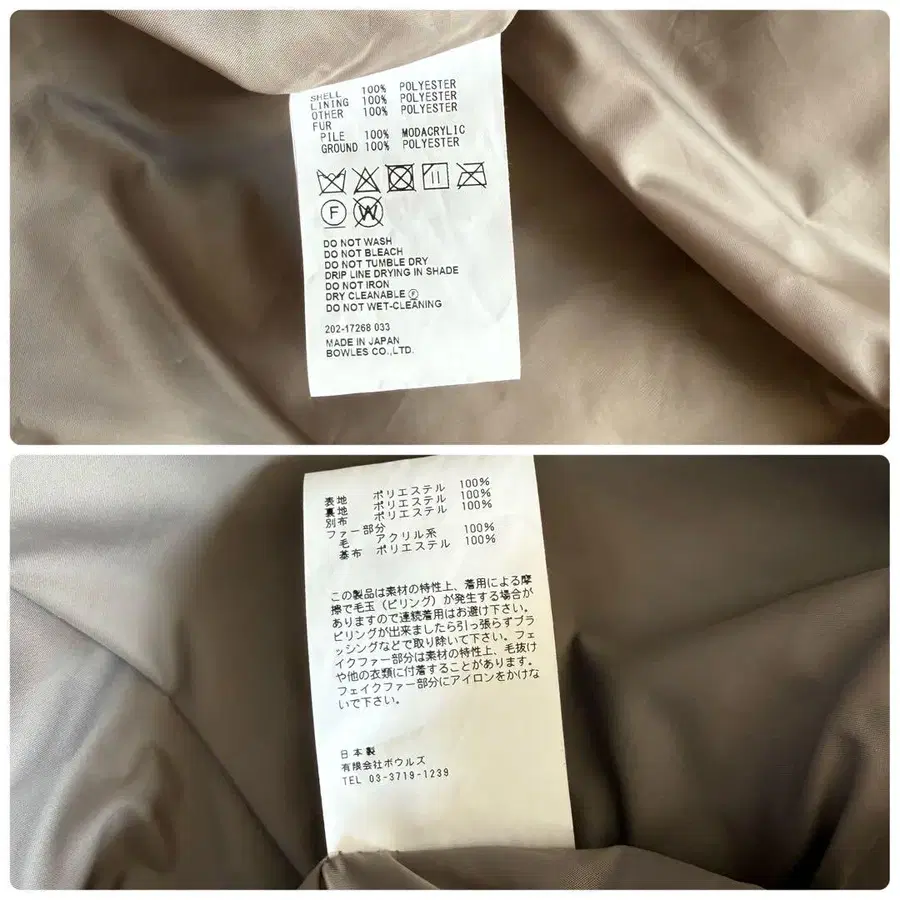 SHELL 100% POLYESTER
LINING 100% POLYESTER
OTHER 100% POLYESTER
FUR
PILE 100% MODACRYLIC
GROUND 100% POLYESTER
F W
DO NOT WASH
DO NOT BLEACH
DO NOT TUMBLE DRY
DRIP LINE DRYING IN SHADE
DO NOT IRON
DRY CLEANABLE Ⓕ
DO NOT WET-CLEANING
202-17268 033
MADE IN JAPAN
BOWLES CO.,LTD.
表地 ポリエステル 100%
裏地 ポリエステル 100%
別布 ポリエステル 100%
ファー部分
毛 アクリル系 100%
基布 ポリエステル 100%
この製品は素材の特性上、着用による摩
擦で毛玉（ピリング）が発生する場合が
ありますので連続着用はお避け下さい。
ピリングが出来ましたら引っ張らずブラ
ッシングなどで取り除いて下さい。フェ
イクファー部分は素材の特性上、毛抜け
や他の衣類に付着することがあります。
フェイクファー部分にアイロンをかけな
いで下さい。
日本製
有限会社ボウルズ
TEL 03-3719-1239